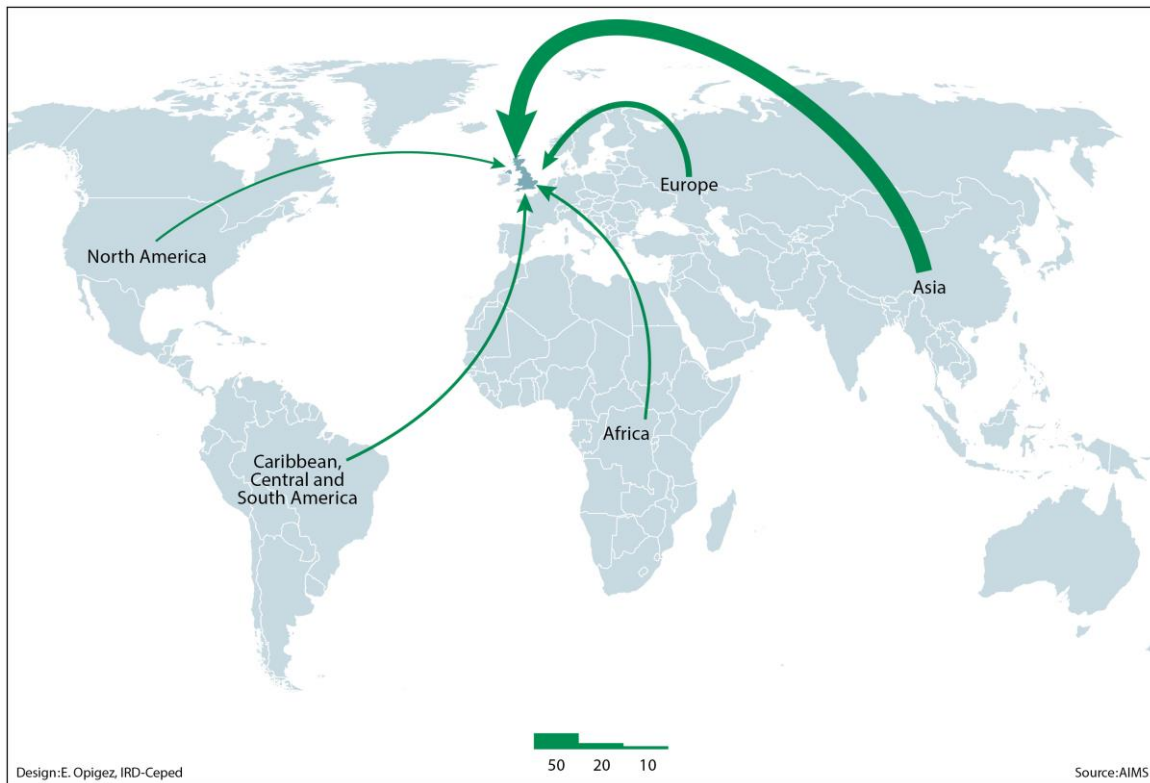 Europe
North America
Asia
Africa
Caribbean,
Central and
South America
50 20 10
Design:E. Opigez, IRD-Ceped
Source:AIMS